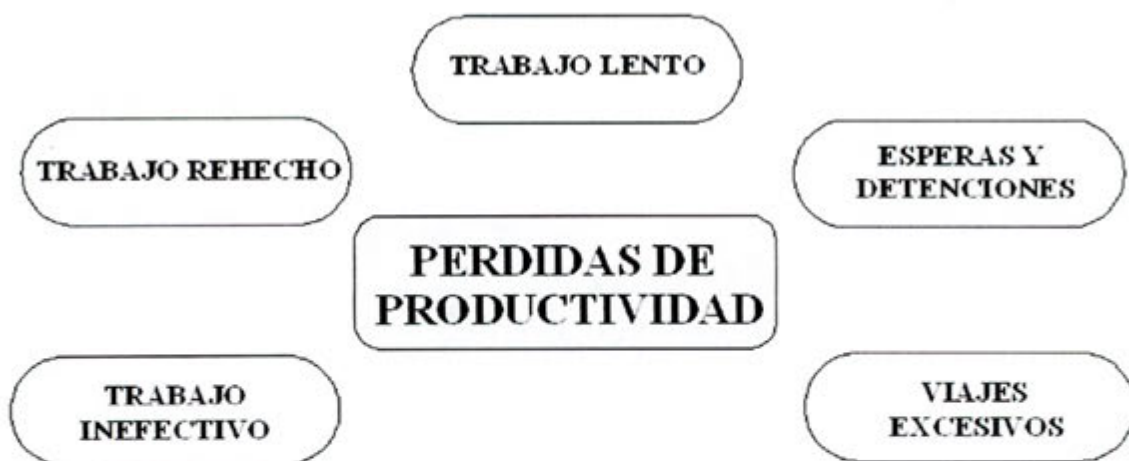 TRABAJO LENTO
TRABAJO REHECHO
ESPERAS Y
DETENCIONES
PERDIDAS DE
PRODUCTIVIDAD
TRABAJO
INEFECTIVO
VIAJES
EXCESIVOS